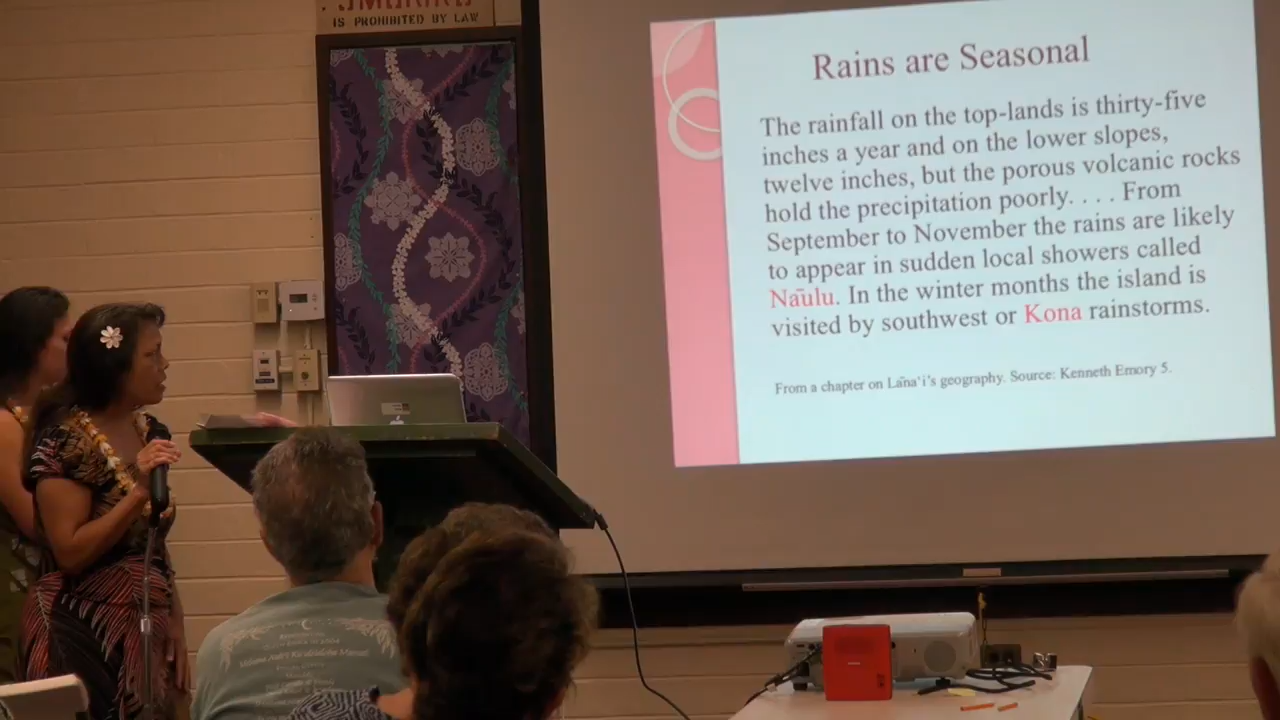 SMOKING
IS PROHIBITED BY LAW
Rains are Seasonal
The rainfall on the top-lands is thirty-five
inches a year and on the lower slopes,
twelve inches, but the porous volcanic rocks
hold the precipitation poorly. . . . From
September to November the rains are likely
to appear in sudden local showers called
Nāulu. In the winter months the island is
visited by southwest or Kona rainstorms.
From a chapter on Lāna‘i’s geography. Source: Kenneth Emory 5.